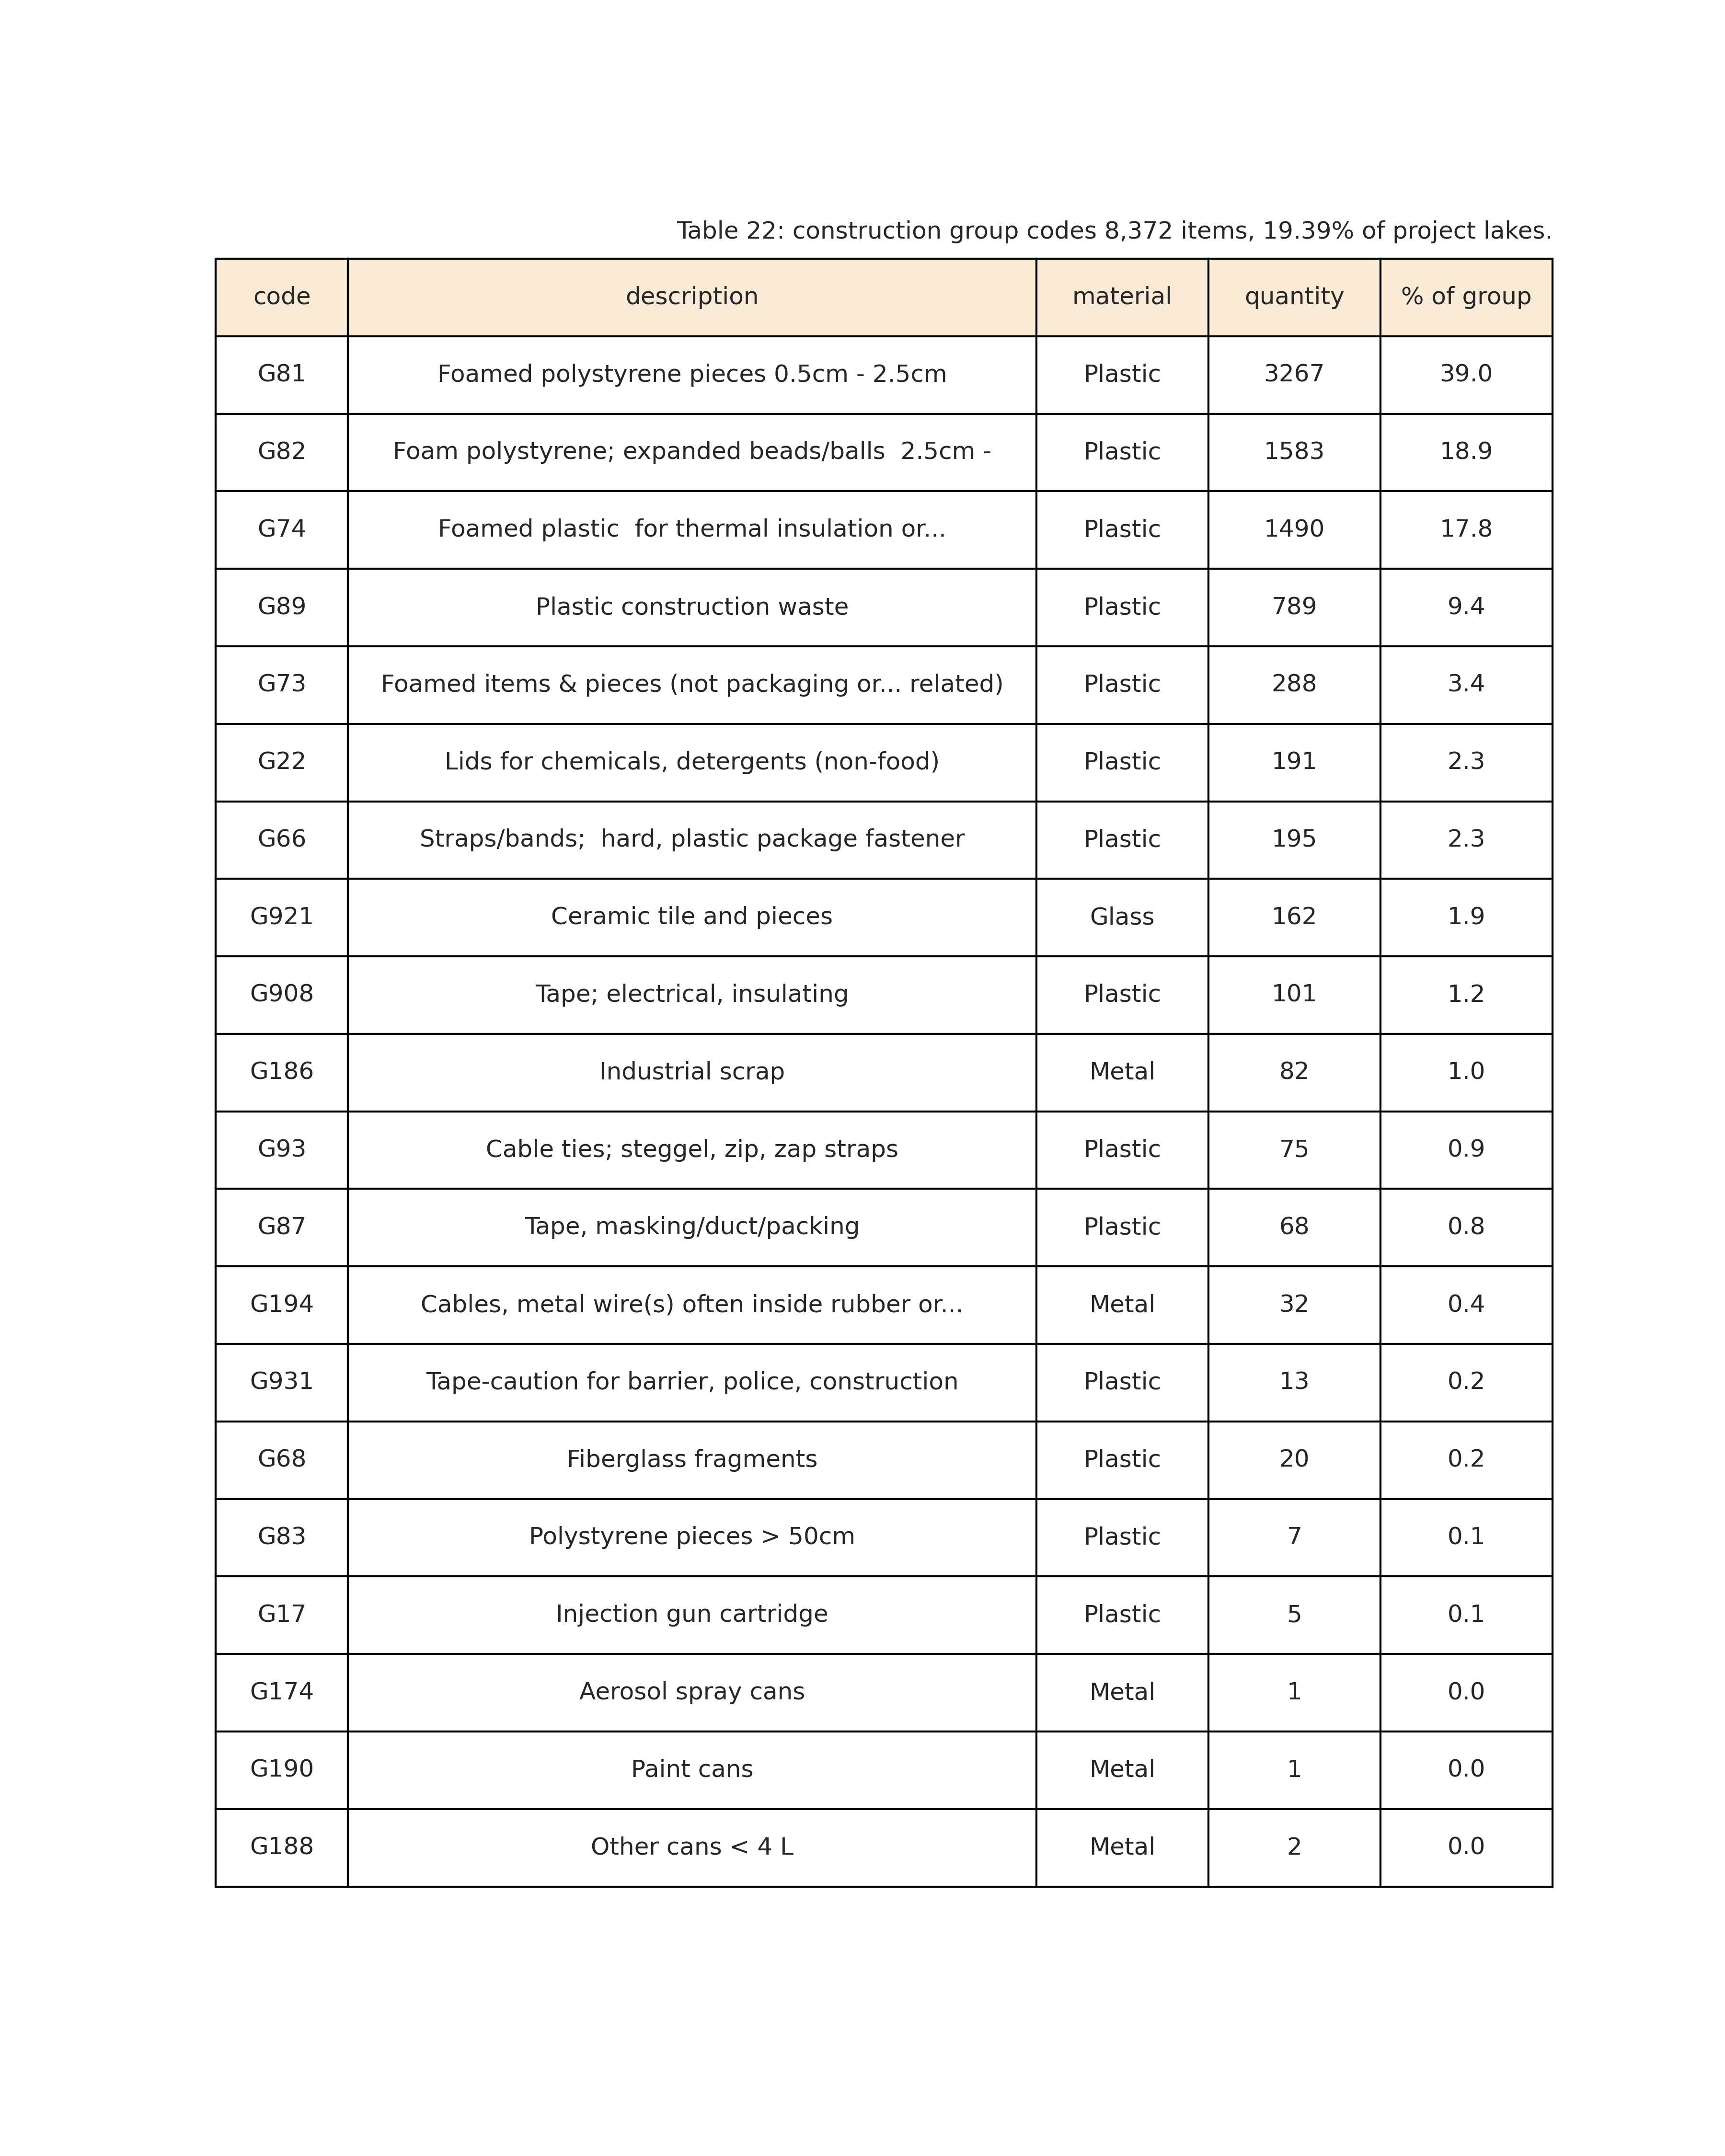 Table 22: construction group codes 8,372 items, 19.39% of project lakes.
code description material quantity % of group
G81 Foamed polystyrene pieces 0.5cm - 2.5cm Plastic 3267 39.0
G82 Foam polystyrene; expanded beads/balls  2.5cm - Plastic 1583 18.9
G74 Foamed plastic  for thermal insulation or... Plastic 1490 17.8
G89 Plastic construction waste Plastic 789 9.4
G73 Foamed items & pieces (not packaging or... related) Plastic 288 3.4
G22 Lids for chemicals, detergents (non-food) Plastic 191 2.3
G66 Straps/bands;  hard, plastic package fastener Plastic 195 2.3
G921 Ceramic tile and pieces Glass 162 1.9
G908 Tape; electrical, insulating Plastic 101 1.2
G186 Industrial scrap Metal 82 1.0
G93 Cable ties; steggel, zip, zap straps Plastic 75 0.9
G87 Tape, masking/duct/packing Plastic 68 0.8
G194 Cables, metal wire(s) often inside rubber or... Metal 32 0.4
G931 Tape-caution for barrier, police, construction Plastic 13 0.2
G68 Fiberglass fragments Plastic 20 0.2
G83 Polystyrene pieces > 50cm Plastic 7 0.1
G17 Injection gun cartridge Plastic 5 0.1
G174 Aerosol spray cans Metal 1 0.0
G190 Paint cans Metal 1 0.0
G188 Other cans < 4 L Metal 2 0.0